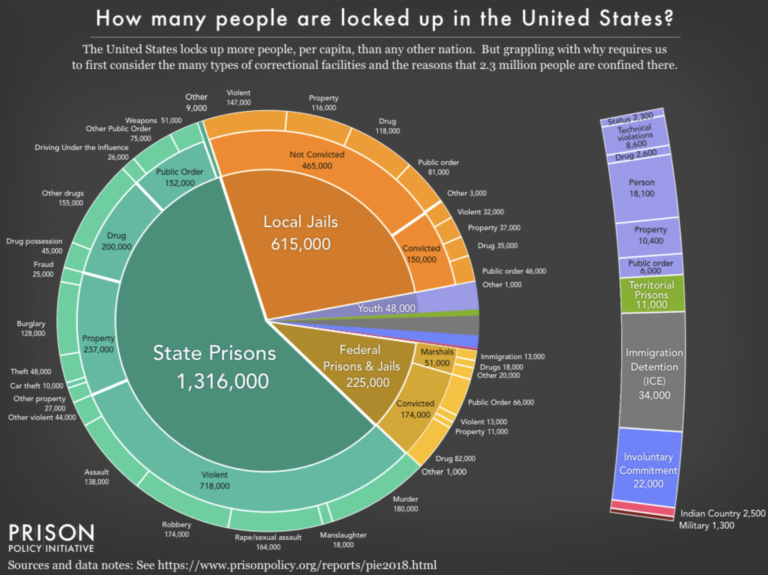 How many people are locked up in the United States?
The United States locks up more people, per capita, than any other nation. But grappling with why requires us
to first consider the many types of correctional facilities and the reasons that 2.3 million people are confined there.
Other
9,000
Violent
147,000
Property
116,000
Drug
118,000
Public order
81,000
Other 3,000
Not Convicted
465,000
Local Jails
615,000
Convicted
150,000
Violent 32,000
Property 37,000
Drug 35,000
Public order 46,000
Other 1,000
Youth 48,000
Weapons 51,000
Other Public Order
75,000
Driving Under the Influence
26,000
Public Order
152,000
Other drugs
155,000
Drug
200,000
Drug possession
45,000
Fraud
25,000
Burglary
128,000
Property
237,000
Theft 48,000
Car theft 10,000
Other property
27,000
Other violent 44,000
State Prisons
1,316,000
Violent
718,000
Assault
138,000
Robbery
174,000
Rape/sexual assault
164,000
Manslaughter
18,000
Murder
180,000
Other 1,000
Federal
Prisons & Jails
225,000
Marshals
51,000
Immigration 13,000
Drugs 18,000
Other 20,000
Convicted
174,000
Public Order 66,000
Violent 13,000
Property 11,000
Drug 82,000
Status 2,300
Technical
violations
8,600
Drug 2,600
Person
18,100
Property
10,400
Public order
6,000
Territorial
Prisons
11,000
Immigration
Detention
(ICE)
34,000
Involuntary
Commitment
22,000
Indian Country 2,500
Military 1,300
PRISON
POLICY INITIATIVE
Sources and data notes: See https://www.prisonpolicy.org/reports/pie2018.html